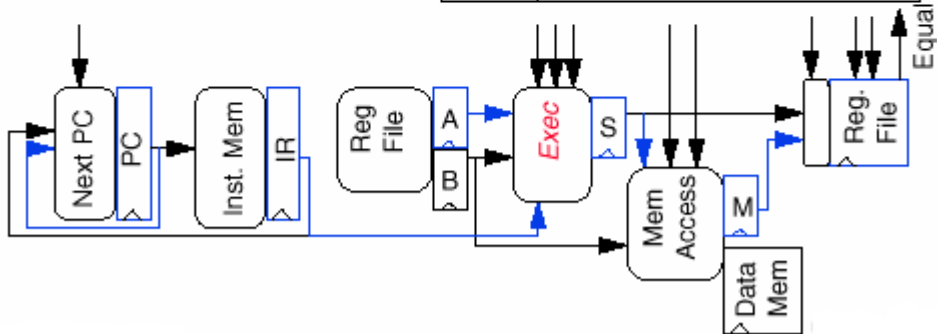 Next PC
PC
Inst. Mem
IR
Reg
File
A
B
Exec
S
Mem
Access
M
Data
Mem
Reg.
File
Equal